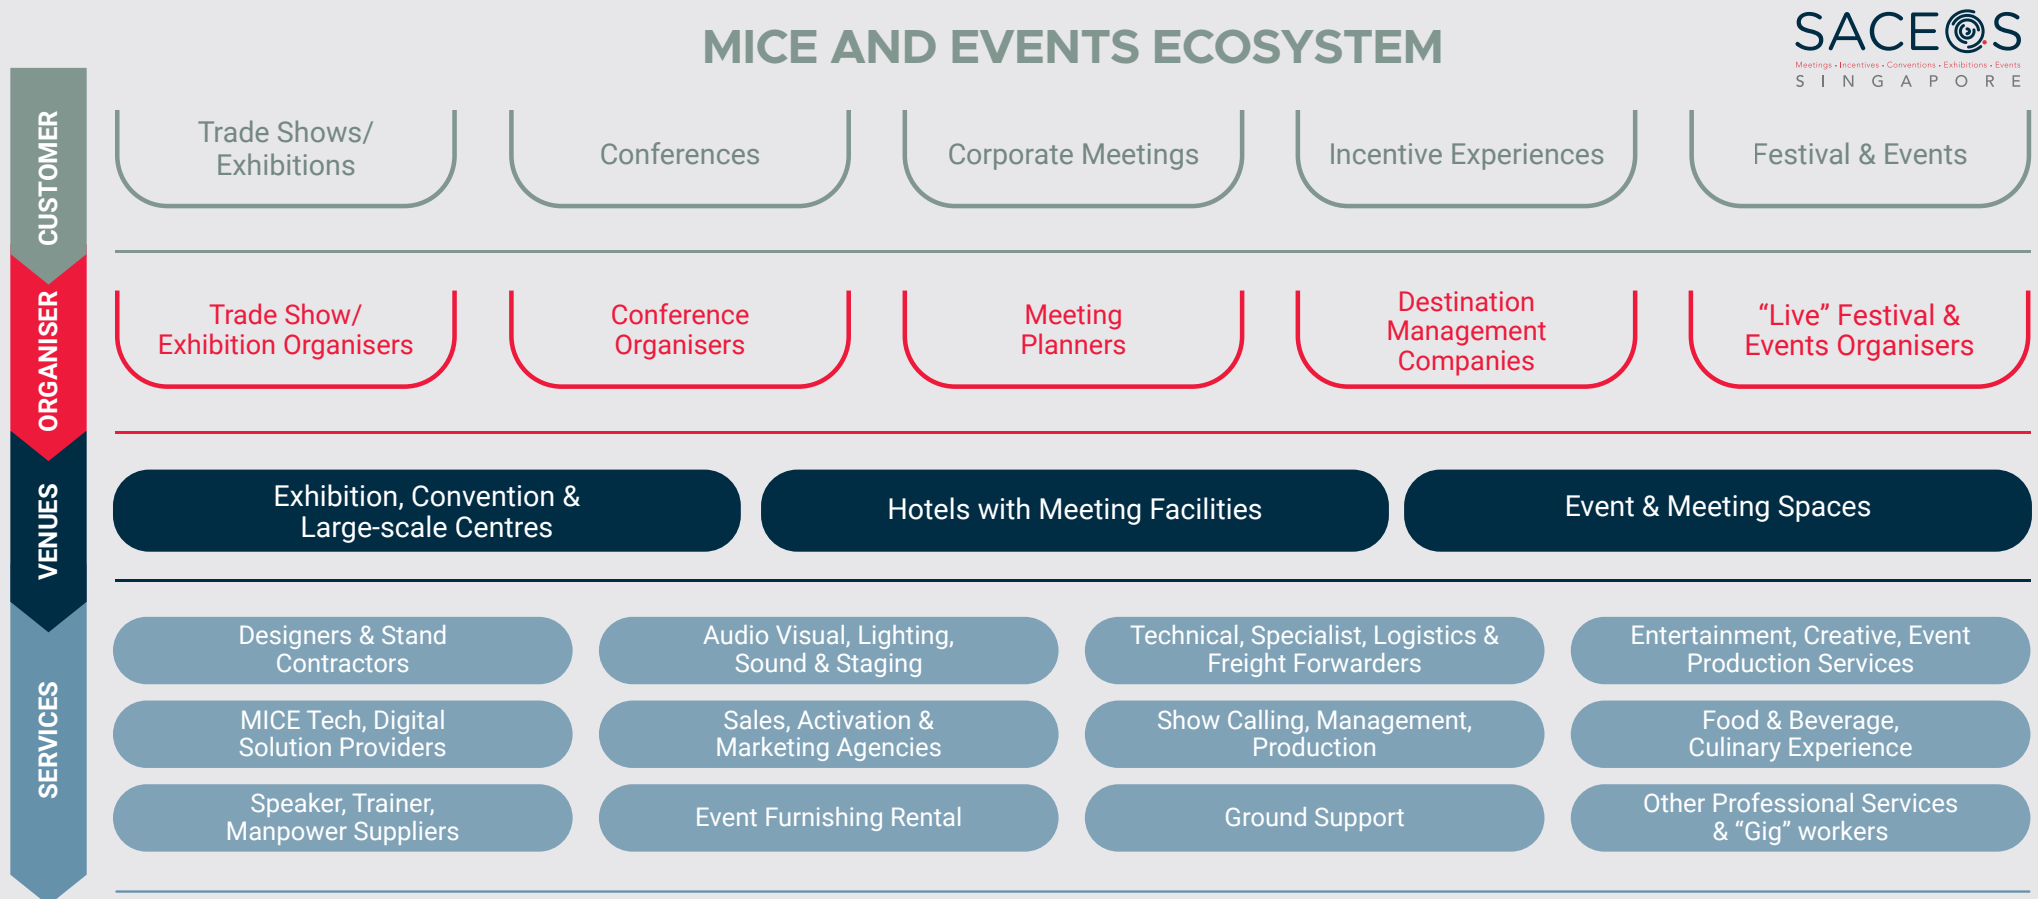 MICE AND EVENTS ECOSYSTEM
SACEOS
Meetings • Incentives • Conventions • Exhibitions • Events
SINGAPORE
CUSTOMER
Trade Shows/
Exhibitions
Conferences
Corporate Meetings
Incentive Experiences
Festival & Events
ORGANISER
Trade Show/
Exhibition Organisers
Conference
Organisers
Meeting
Planners
Destination
Management
Companies
“Live” Festival &
Events Organisers
VENUES
Exhibition, Convention &
Large-scale Centres
Hotels with Meeting Facilities
Event & Meeting Spaces
SERVICES
Designers & Stand
Contractors
Audio Visual, Lighting,
Sound & Staging
Technical, Specialist, Logistics &
Freight Forwarders
Entertainment, Creative, Event
Production Services
MICE Tech, Digital
Solution Providers
Sales, Activation &
Marketing Agencies
Show Calling, Management,
Production
Food & Beverage,
Culinary Experience
Speaker, Trainer,
Manpower Suppliers
Event Furnishing Rental
Ground Support
Other Professional Services
& “Gig” workers